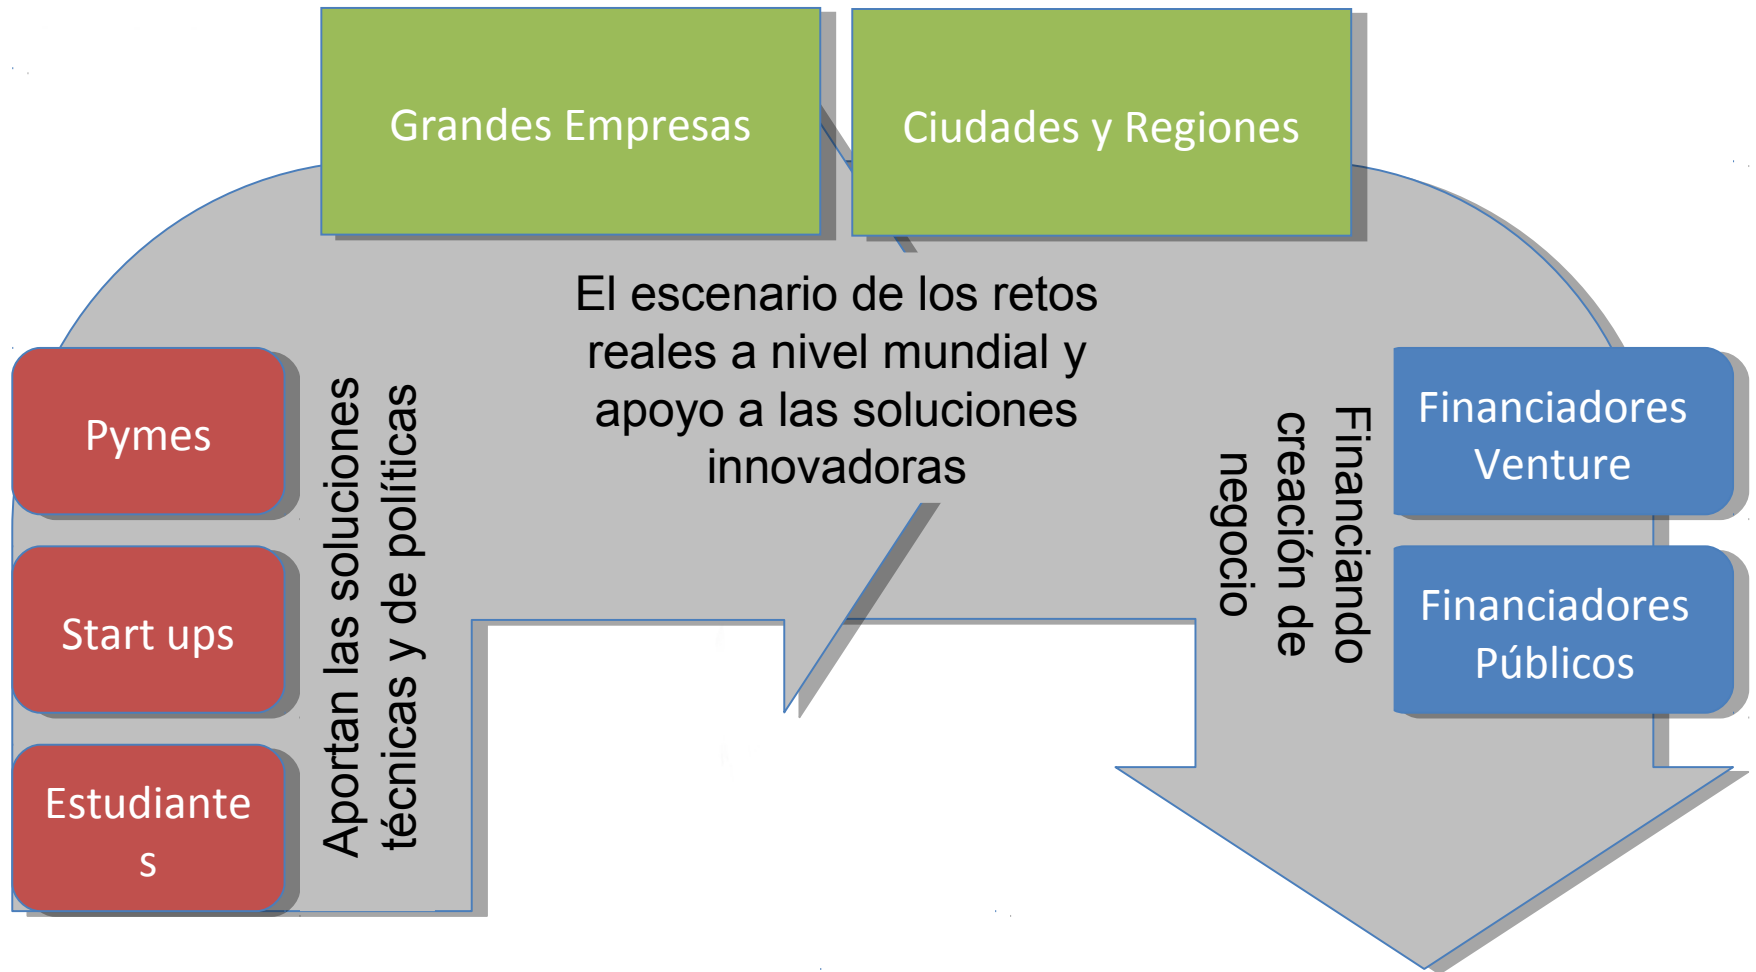 Grandes Empresas
Ciudades y Regiones
El escenario de los retos
reales a nivel mundial y
apoyo a las soluciones
innovadoras
Pymes
Start ups
Estudiante
s
Aportan las soluciones
técnicas y de políticas
Financiando
creación de
negocio
Financiadores
Venture
Financiadores
Públicos